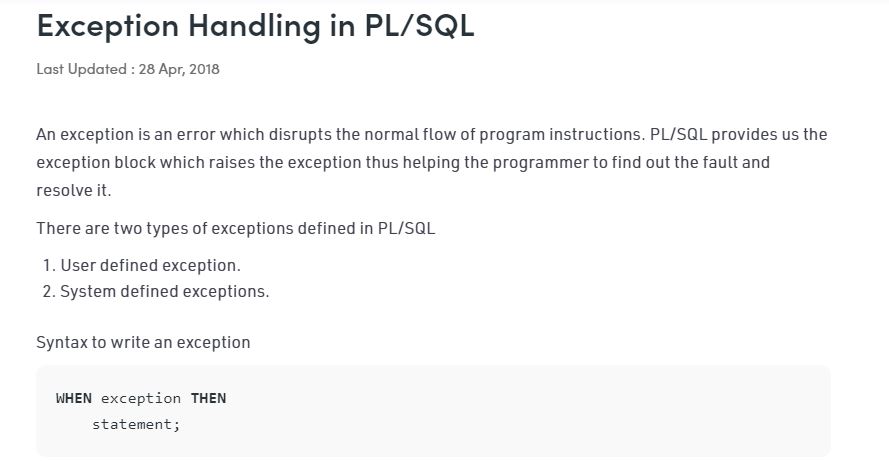 Exception Handling in PL/SQL
Last Updated : 28 Apr, 2018
An exception is an error which disrupts the normal flow of program instructions. PL/SQL provides us the
exception block which raises the exception thus helping the programmer to find out the fault and
resolve it.
There are two types of exceptions defined in PL/SQL
1. User defined exception.
2. System defined exceptions.
Syntax to write an exception
WHEN exception THEN
    statement;